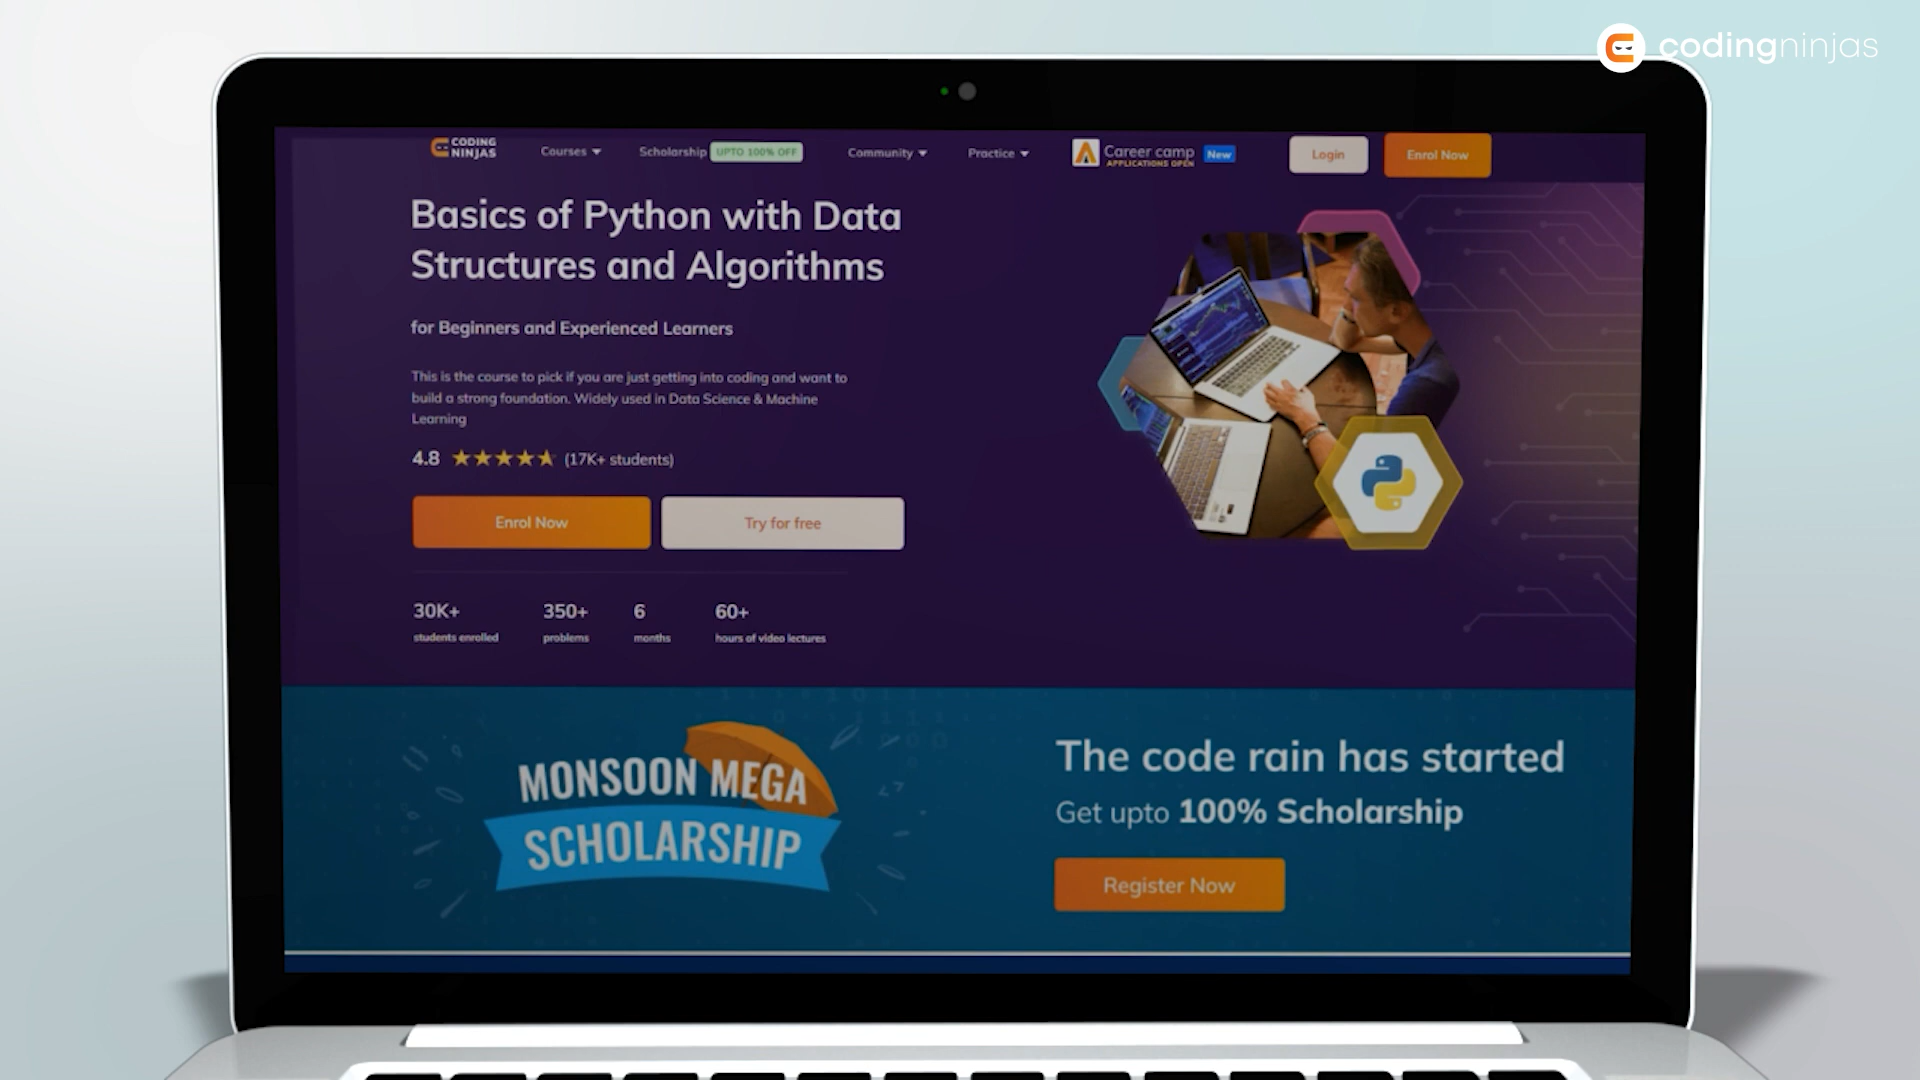 codingninjas
CODING
NINJAS
Courses
Scholarship UPTO 100% OFF
Community
Practice
Career camp New
APPLICATIONS OPEN
Login
Enrol Now
Basics of Python with Data
Structures and Algorithms
for Beginners and Experienced Learners
This is the course to pick if you are just getting into coding and want to
build a strong foundation. Widely used in Data Science & Machine
Learning
4.8 (17K+ students)
Enrol Now
Try for free
30K+ 350+ 6 60+
students enrolled problems months hours of video lectures
MONSOON MEGA
SCHOLARSHIP
The code rain has started
Get upto 100% Scholarship
Register Now